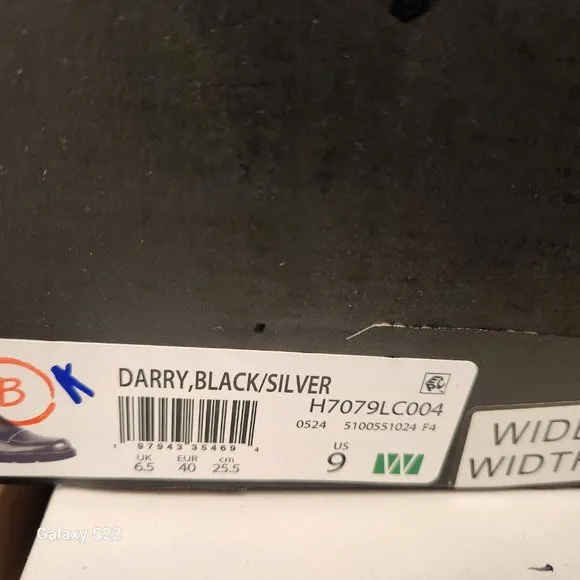 B K
DARRY,BLACK/SILVER
H7079LC004
0524 5100551024 F4
1 97943 35469 4
UK EUR cm
6.5 40 25.5
US
9 W
WIDE
WIDTH
Galaxy S22